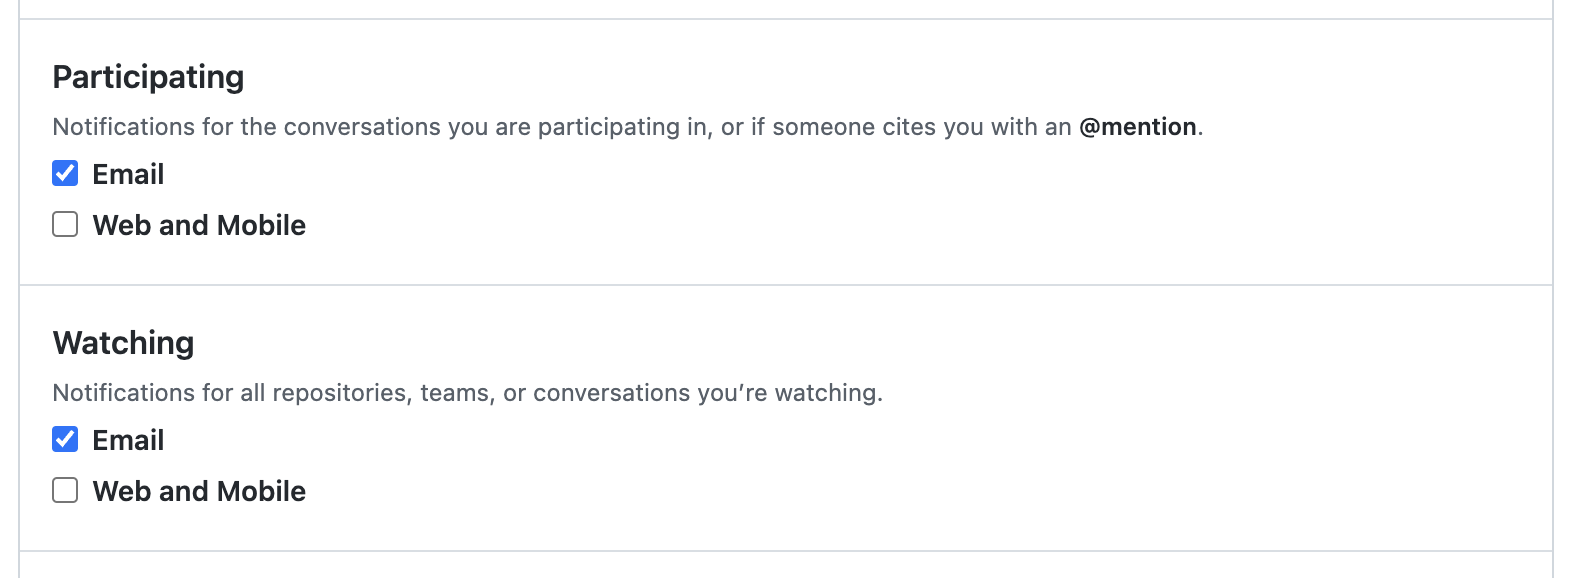 Participating
Notifications for the conversations you are participating in, or if someone cites you with an @mention.
Email
Web and Mobile
Watching
Notifications for all repositories, teams, or conversations you’re watching.
Email
Web and Mobile